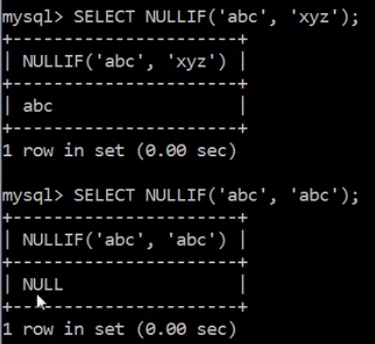 mysql> SELECT NULLIF('abc', 'xyz');
+----------------------+
| NULLIF('abc', 'xyz') |
+----------------------+
| abc                  |
+----------------------+
1 row in set (0.00 sec)

mysql> SELECT NULLIF('abc', 'abc');
+----------------------+
| NULLIF('abc', 'abc') |
+----------------------+
| NULL                 |
+----------------------+
1 row in set (0.00 sec)